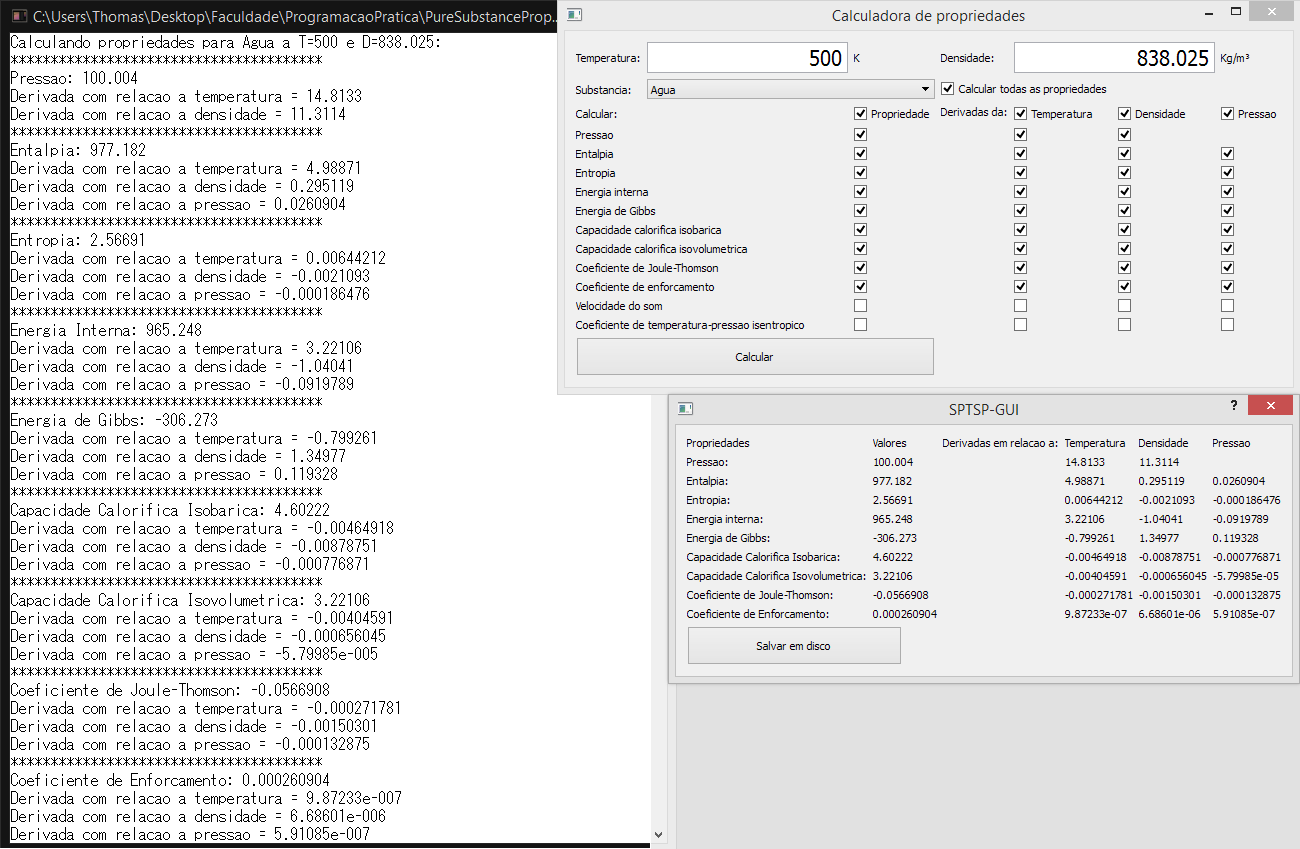 C:\Users\Thomas\Desktop\Faculdade\ProgramacaoPratica\PureSubstanceProp...
Calculando propriedades para Agua a T=500 e D=838.025:
***************************************
Pressao: 100.004
Derivada com relacao a temperatura = 14.8133
Derivada com relacao a densidade = 11.3114
***************************************
Entalpia: 977.182
Derivada com relacao a temperatura = 4.98871
Derivada com relacao a densidade = 0.295119
Derivada com relacao a pressao = 0.0260904
***************************************
Entropia: 2.56691
Derivada com relacao a temperatura = 0.00644212
Derivada com relacao a densidade = -0.0021093
Derivada com relacao a pressao = -0.000186476
***************************************
Energia Interna: 965.248
Derivada com relacao a temperatura = 3.22106
Derivada com relacao a densidade = -1.04041
Derivada com relacao a pressao = -0.0919789
***************************************
Energia de Gibbs: -306.273
Derivada com relacao a temperatura = -0.799261
Derivada com relacao a densidade = 1.34977
Derivada com relacao a pressao = 0.119328
***************************************
Capacidade Calorifica Isobarica: 4.60222
Derivada com relacao a temperatura = -0.00464918
Derivada com relacao a densidade = -0.00878751
Derivada com relacao a pressao = -0.000776871
***************************************
Capacidade Calorifica Isovolumetrica: 3.22106
Derivada com relacao a temperatura = -0.00404591
Derivada com relacao a densidade = -0.000656045
Derivada com relacao a pressao = -5.79985e-005
***************************************
Coeficiente de Joule-Thomson: -0.0566908
Derivada com relacao a temperatura = -0.000271781
Derivada com relacao a densidade = -0.00150301
Derivada com relacao a pressao = -0.000132875
***************************************
Coeficiente de Enforcamento: 0.000260904
Derivada com relacao a temperatura = 9.87233e-007
Derivada com relacao a densidade = 6.68601e-006
Derivada com relacao a pressao = 5.91085e-007
Calculadora de propriedades
Temperatura: 500 K Densidade: 838.025 Kg/m³
Substancia: Agua Calcular todas as propriedades
Calcular: Propriedade Derivadas da: Temperatura Densidade Pressao
Pressao
Entalpia
Entropia
Energia interna
Energia de Gibbs
Capacidade calorifica isobarica
Capacidade calorifica isovolumetrica
Coeficiente de Joule-Thomson
Coeficiente de enforcamento
Velocidade do som
Coeficiente de temperatura-pressao isentropico
Calcular
SPTSP-GUI
?
Propriedades Valores Derivadas em relacao a: Temperatura Densidade Pressao
Pressao: 100.004 14.8133 11.3114
Entalpia: 977.182 4.98871 0.295119 0.0260904
Entropia: 2.56691 0.00644212 -0.0021093 -0.000186476
Energia interna: 965.248 3.22106 -1.04041 -0.0919789
Energia de Gibbs: -306.273 -0.799261 1.34977 0.119328
Capacidade Calorifica Isobarica: 4.60222 -0.00464918 -0.00878751 -0.000776871
Capacidade Calorifica Isovolumetrica: 3.22106 -0.00404591 -0.000656045 -5.79985e-05
Coeficiente de Joule-Thomson: -0.0566908 -0.000271781 -0.00150301 -0.000132875
Coeficiente de Enforcamento: 0.000260904 9.87233e-07 6.68601e-06 5.91085e-07
Salvar em disco